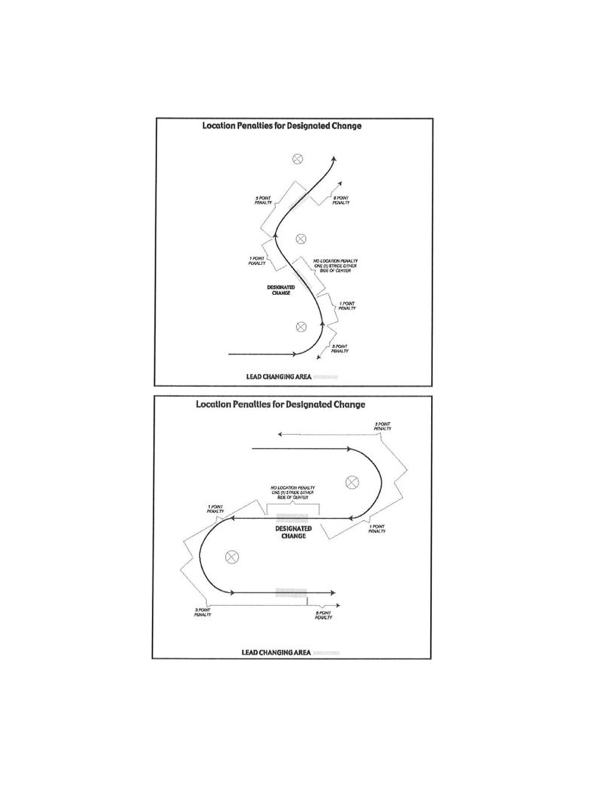 Location Penalties for Designated Change
3 POINT
PENALTY
5 POINT
PENALTY
1 POINT
PENALTY
NO LOCATION PENALTY
ONE (1) STRIDE EITHER
SIDE OF CENTER
DESIGNATED
CHANGE
1 POINT
PENALTY
3 POINT
PENALTY
LEAD CHANGING AREA
Location Penalties for Designated Change
3 POINT
PENALTY
NO LOCATION PENALTY
ONE (1) STRIDE EITHER
SIDE OF CENTER
1 POINT
PENALTY
DESIGNATED
CHANGE
1 POINT
PENALTY
3 POINT
PENALTY
5 POINT
PENALTY
LEAD CHANGING AREA